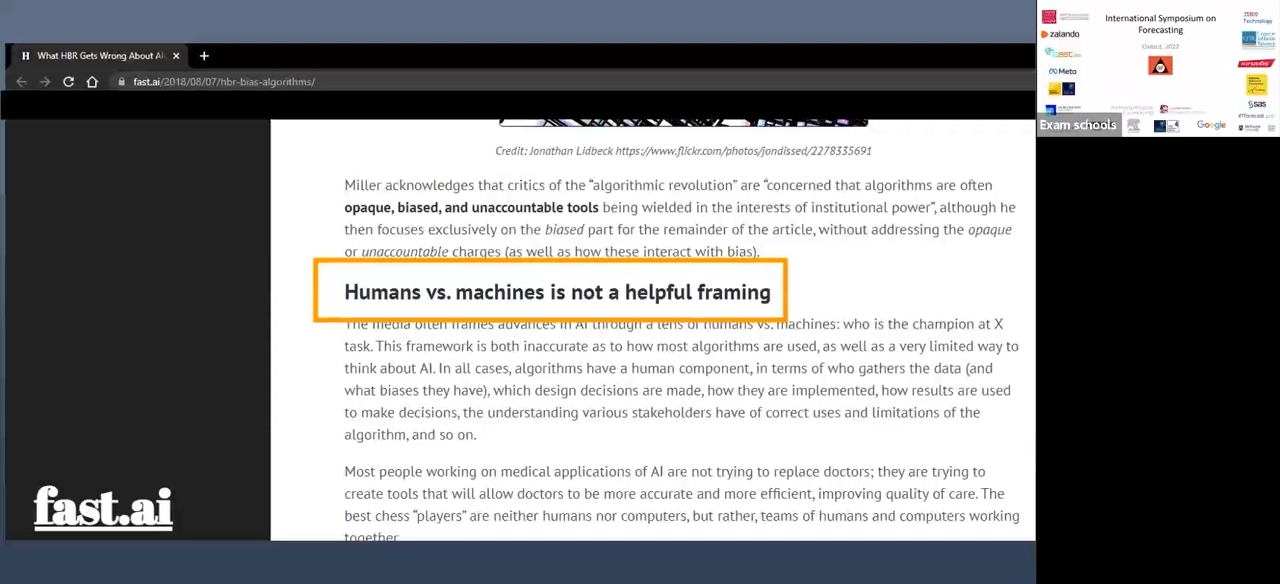 What HBR Gets Wrong About Al
fast.ai/2018/08/07/hbr-bias-algorithms/
Credit: Jonathan Lidbeck https://www.flickr.com/photos/jondissed/2278335691
Miller acknowledges that critics of the “algorithmic revolution” are “concerned that algorithms are often
opaque, biased, and unaccountable tools being wielded in the interests of institutional power”, although he
then focuses exclusively on the biased part for the remainder of the article, without addressing the opaque
or unaccountable charges (as well as how these interact with bias).
Humans vs. machines is not a helpful framing
The media often frames advances in AI through a lens of humans vs. machines: who is the champion at X
task. This framework is both inaccurate as to how most algorithms are used, as well as a very limited way to
think about AI. In all cases, algorithms have a human component, in terms of who gathers the data (and
what biases they have), which design decisions are made, how they are implemented, how results are used
to make decisions, the understanding various stakeholders have of correct uses and limitations of the
algorithm, and so on.
Most people working on medical applications of AI are not trying to replace doctors; they are trying to
create tools that will allow doctors to be more accurate and more efficient, improving quality of care. The
best chess “players” are neither humans nor computers, but rather, teams of humans and computers working
together.
fast.ai
International Symposium on
Forecasting
Oxford, 2022
zalando
Meta
Technology
sas
Google
Exam schools